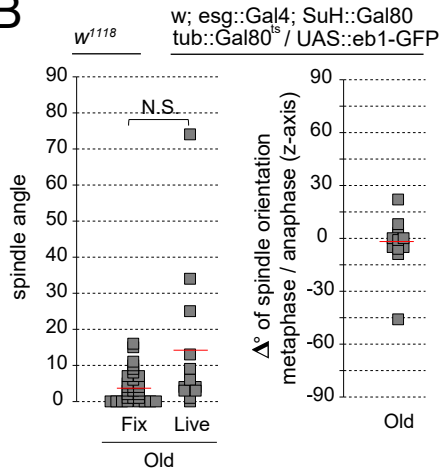 B
w1118
w; esg::Gal4; SuH::Gal80
tub::Gal80ts / UAS::eb1-GFP
90
80
70
60
50
40
30
20
10
0
spindle angle
N.S.
Fix
Live
Old
90
60
30
0
-30
-60
-90
Δ° of spindle orientation
metaphase / anaphase (z-axis)
Old